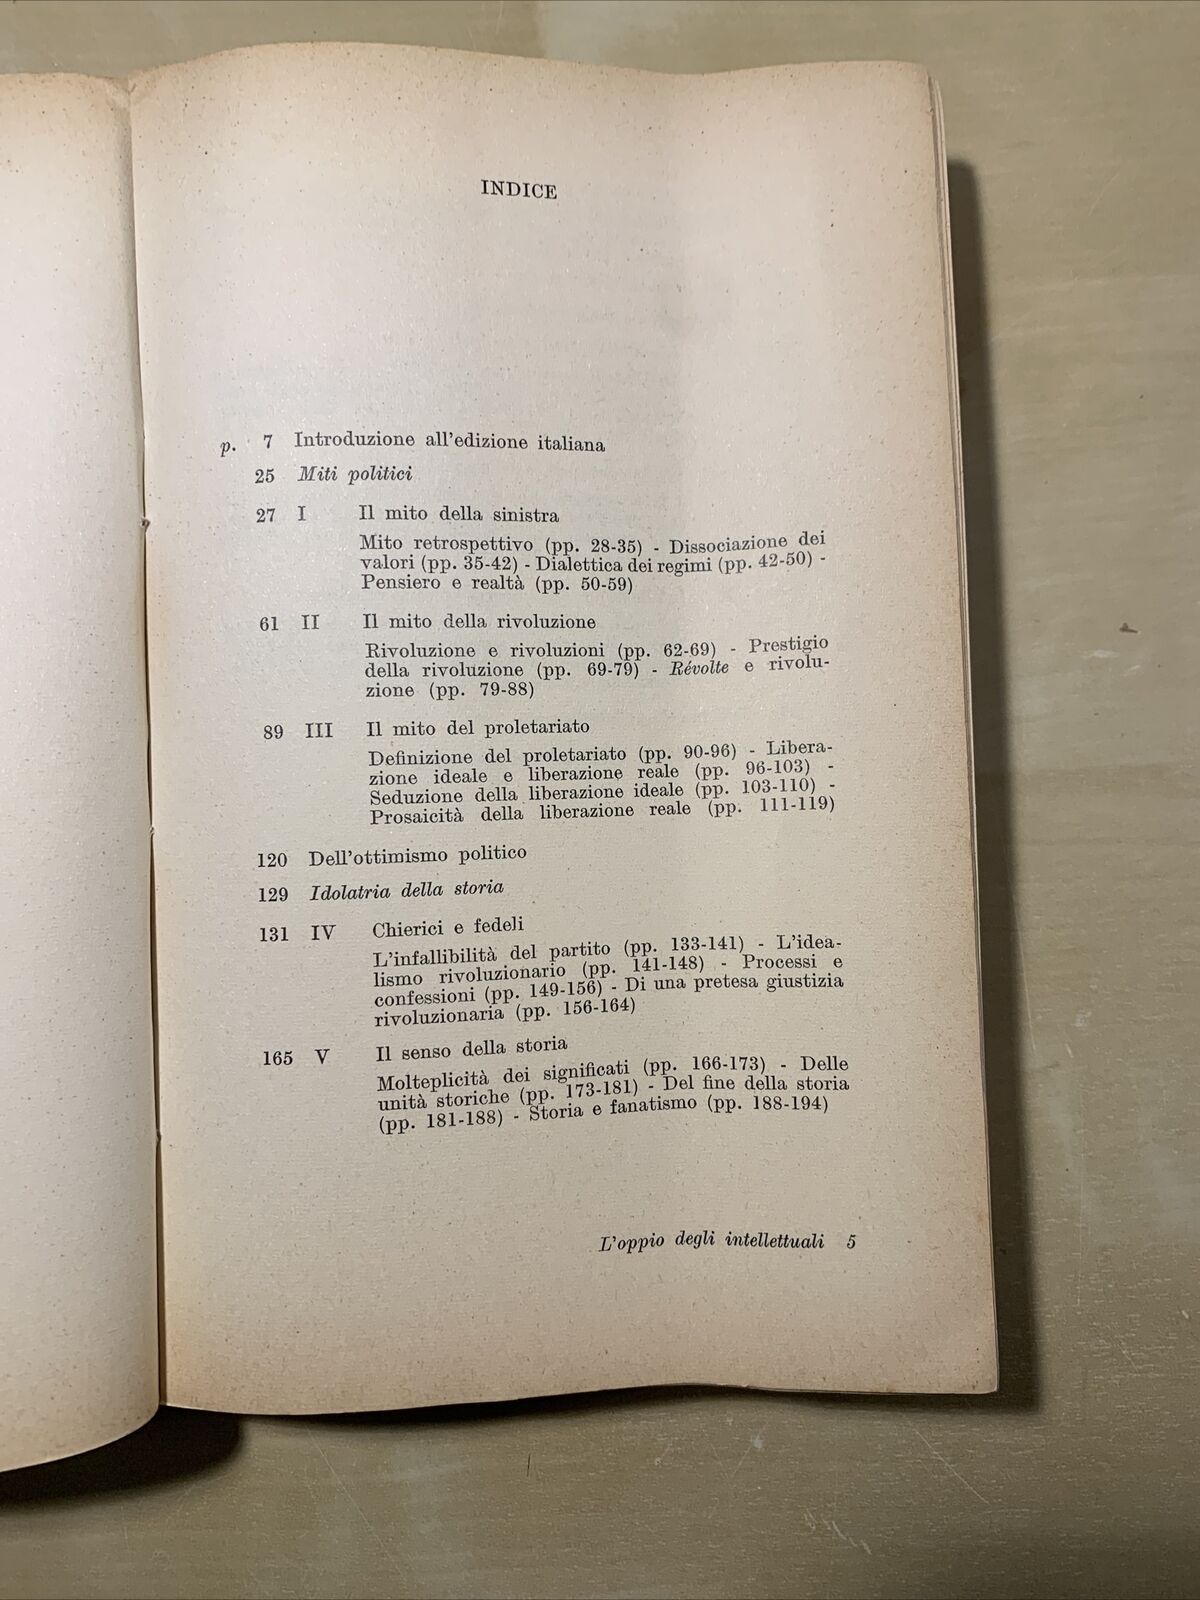 INDICE
p. 7 Introduzione all'edizione italiana
25 Miti politici
27 I Il mito della sinistra
Mito retrospettivo (pp. 28-35) - Dissociazione dei
valori (pp. 35-42) - Dialettica dei regimi (pp. 42-50) -
Pensiero e realtà (pp. 50-59)
61 II Il mito della rivoluzione
Rivoluzione e rivoluzioni (pp. 62-69) - Prestigio
della rivoluzione (pp. 69-79) - Révolte e rivolu-
zione (pp. 79-88)
89 III Il mito del proletariato
Definizione del proletariato (pp. 90-96) - Libera-
zione ideale e liberazione reale (pp. 96-103) -
Seduzione della liberazione ideale (pp. 103-110) -
Prosaicità della liberazione reale (pp. 111-119)
120 Dell'ottimismo politico
129 Idolatria della storia
131 IV Chierici e fedeli
L'infallibilità del partito (pp. 133-141) - L'idea-
lismo rivoluzionario (pp. 141-148) - Processi e
confessioni (pp. 149-156) - Di una pretesa giustizia
rivoluzionaria (pp. 156-164)
165 V Il senso della storia
Molteplicità dei significati (pp. 166-173) - Delle
unità storiche (pp. 173-181) - Del fine della storia
(pp. 181-188) - Storia e fanatismo (pp. 188-194)
L'oppio degli intellettuali 5